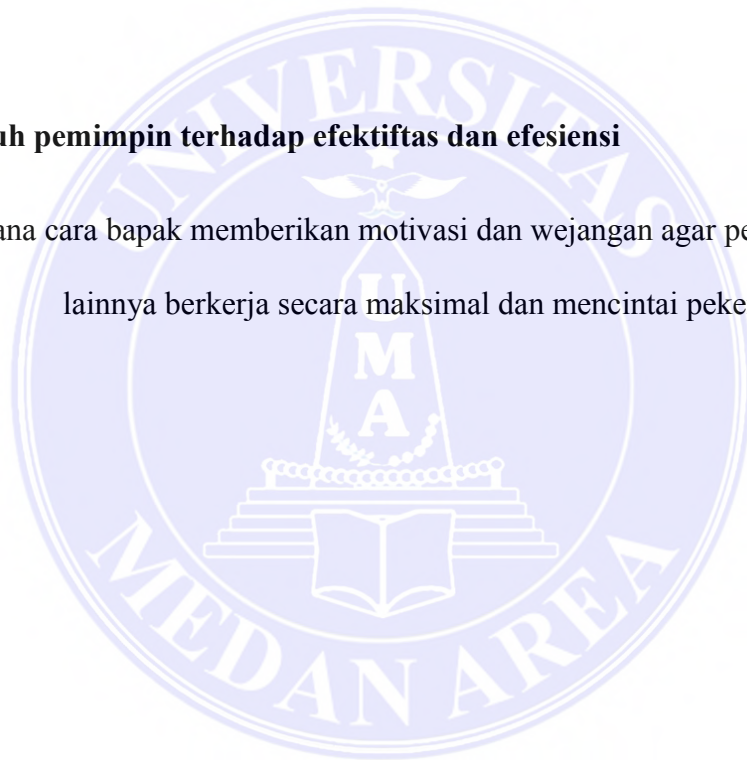 uh pemimpin terhadap efektiftas dan efesiensi
ana cara bapak memberikan motivasi dan wejangan agar pe
lainnya berkerja secara maksimal dan mencintai peke
UNIVERSITAS
UMA
MEDAN AREA